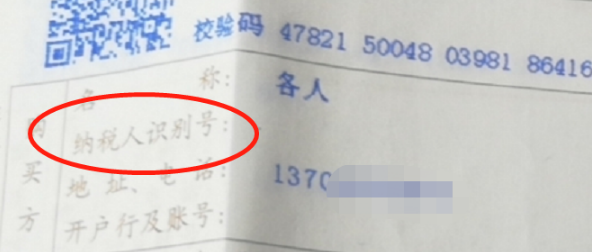 校验码 47821 50048 03981 86416
名 称: 各人
纳税人识别号:
地 址、电 话: 1370
开户行及账号:
购买方